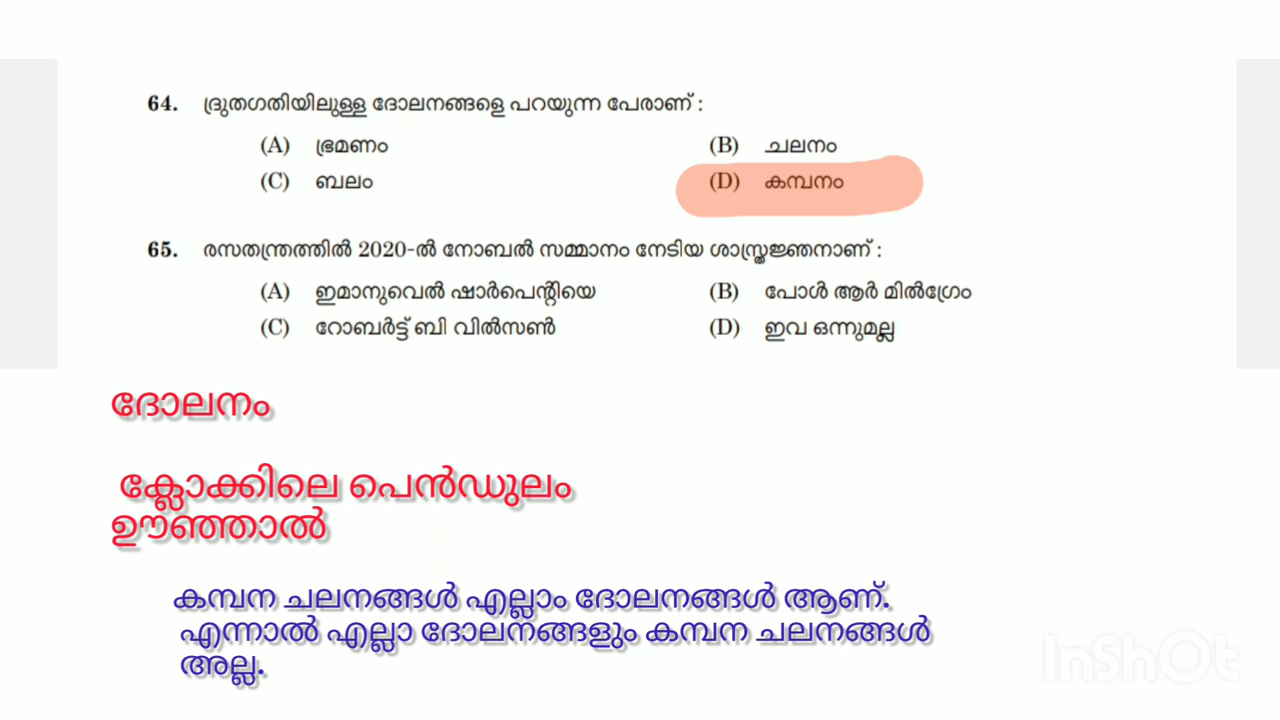 64. ദ്രുതഗതിയിലുള്ള ദോലനങ്ങളെ പറയുന്ന പേരാണ് :
(A) ഭ്രമണം (B) ചലനം
(C) ബലം (D) കമ്പനം
65. രസതന്ത്രത്തിൽ 2020-ൽ നോബൽ സമ്മാനം നേടിയ ശാസ്ത്രജ്ഞനാണ് :
(A) ഇമാനുവെൽ ഷാർപെന്റിയെ (B) പോൾ ആർ മിൽഗ്രേം
(C) റോബർട്ട് ബി വിൽസൺ (D) ഇവ ഒന്നുമല്ല
ദോലനം
ക്ലോക്കിലെ പെൻഡുലം
ഊഞ്ഞാൽ
കമ്പന ചലനങ്ങൾ എല്ലാം ദോലനങ്ങൾ ആണ്.
എന്നാൽ എല്ലാ ദോലനങ്ങളും കമ്പന ചലനങ്ങൾ
അല്ല.
InShOt